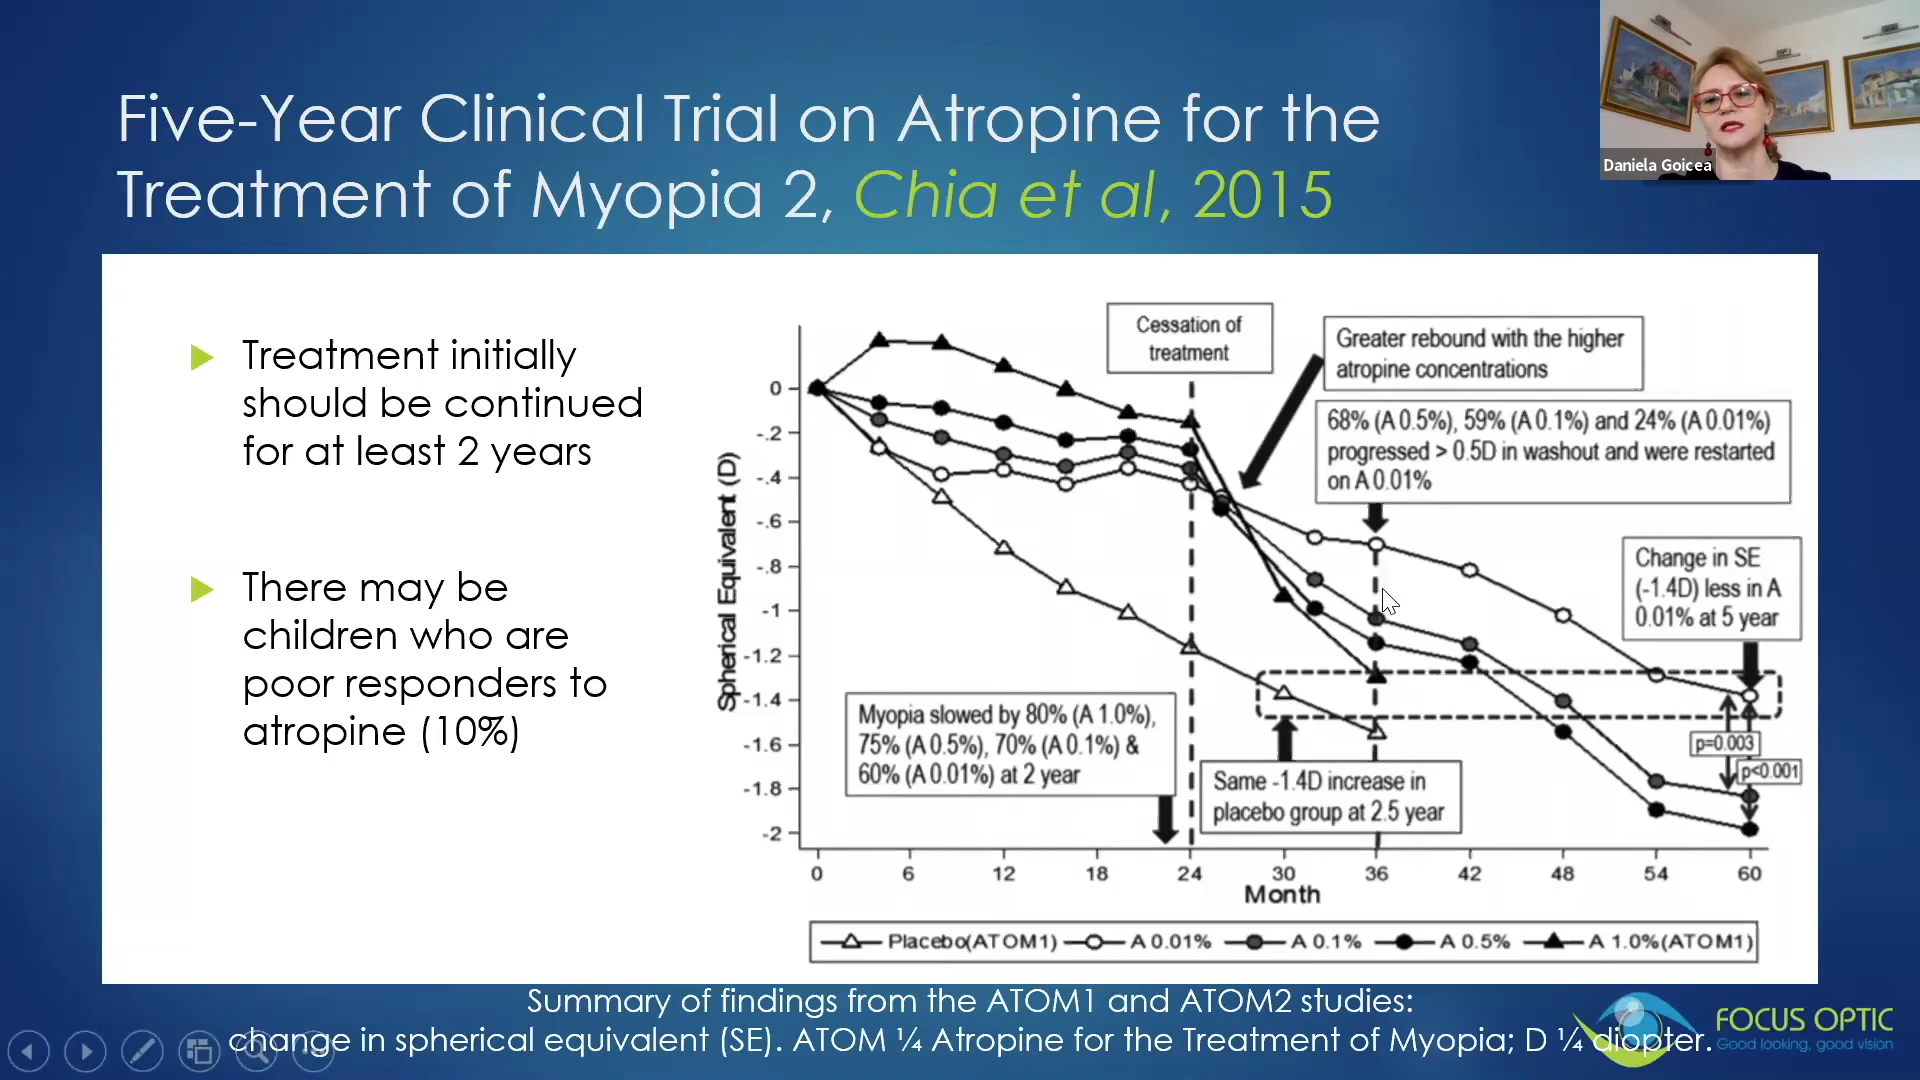 Five-Year Clinical Trial on Atropine for the
Treatment of Myopia 2, Chia et al, 2015
Daniela Goicea
Treatment initially
should be continued
for at least 2 years
There may be
children who are
poor responders to
atropine (10%)
Cessation of
treatment
Greater rebound with the higher
atropine concentrations
68% (A 0.5%), 59% (A 0.1%) and 24% (A 0.01%)
progressed > 0.5D in washout and were restarted
on A 0.01%
Change in SE
(-1.4D) less in A
0.01% at 5 year
Myopia slowed by 80% (A 1.0%),
75% (A 0.5%), 70% (A 0.1%) &
60% (A 0.01%) at 2 year
Same -1.4D increase in
placebo group at 2.5 year
p=0.003
p<0.001
Spherical Equivalent (D)
0
-.2
-.4
-.6
-.8
-1
-1.2
-1.4
-1.6
-1.8
-2
0 6 12 18 24 30 36 42 48 54 60
Month
Placebo(ATOM1) A 0.01% A 0.1% A 0.5% A 1.0%(ATOM1)
Summary of findings from the ATOM1 and ATOM2 studies:
change in spherical equivalent (SE). ATOM ¼ Atropine for the Treatment of Myopia; D ¼ diopter.
FOCUS OPTIC
Good looking, good vision